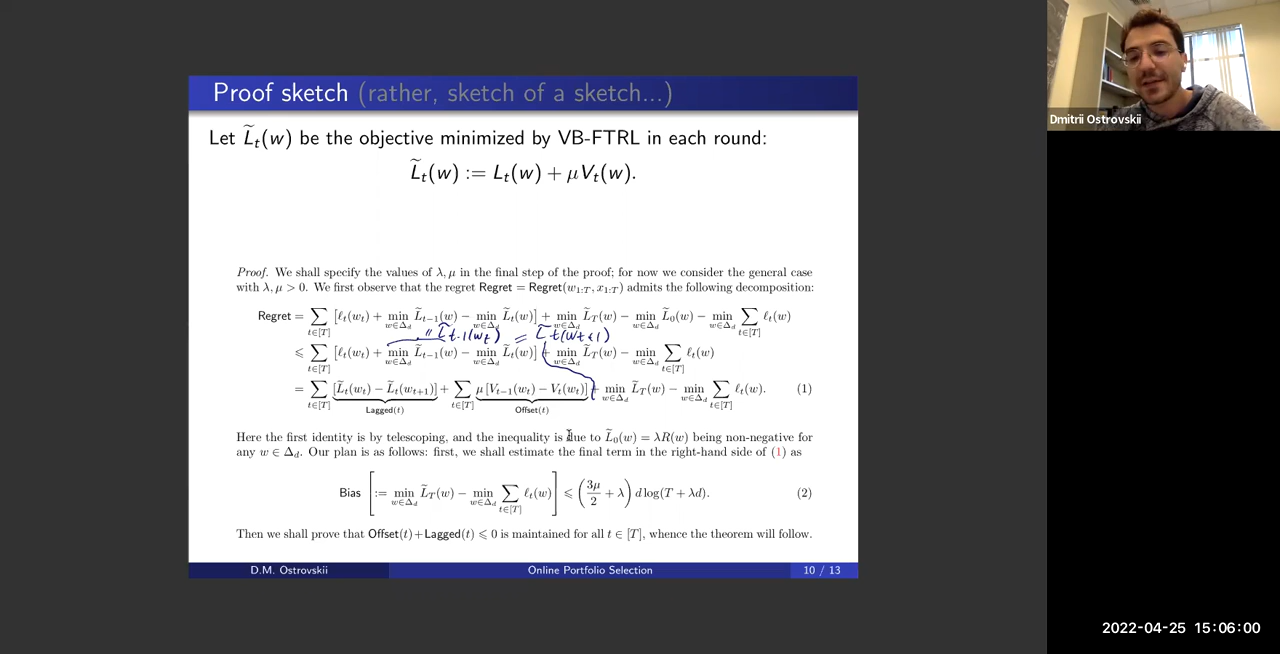 Proof sketch (rather, sketch of a sketch...)
Dmitrii Ostrovskii
Let L̃_t(w) be the objective minimized by VB-FTRL in each round:
L̃_t(w) := L_t(w) + μV_t(w).
Proof. We shall specify the values of λ, μ in the final step of the proof; for now we consider the general case
with λ, μ > 0. We first observe that the regret Regret = Regret(w_{1:T}, x_{1:T}) admits the following decomposition:
Regret = ∑_{t∈[T]} [ℓ_t(w_t) + min_{w∈Δ_d} L̃_{t−1}(w) − min_{w∈Δ_d} L̃_t(w)] + min_{w∈Δ_d} L̃_T(w) − min_{w∈Δ_d} L̃_0(w) − min_{w∈Δ_d} ∑_{t∈[T]} ℓ_t(w)
" L̃_{t-1}(w_t) = L̃_t(w_{t+1})
⩽ ∑_{t∈[T]} [ℓ_t(w_t) + min_{w∈Δ_d} L̃_{t−1}(w) − min_{w∈Δ_d} L̃_t(w)] + min_{w∈Δ_d} L̃_T(w) − min_{w∈Δ_d} ∑_{t∈[T]} ℓ_t(w)
= ∑_{t∈[T]} [L̃_t(w_t) − L̃_t(w_{t+1})] + ∑_{t∈[T]} μ [V_{t−1}(w_t) − V_t(w_t)] + min_{w∈Δ_d} L̃_T(w) − min_{w∈Δ_d} ∑_{t∈[T]} ℓ_t(w). (1)
Lagged(t) Offset(t)
Here the first identity is by telescoping, and the inequality is due to L̃_0(w) = λR(w) being non-negative for
any w ∈ Δ_d. Our plan is as follows: first, we shall estimate the final term in the right-hand side of (1) as
Bias [:= min_{w∈Δ_d} L̃_T(w) − min_{w∈Δ_d} ∑_{t∈[T]} ℓ_t(w)] ⩽ (3μ/2 + λ) d log(T + λd). (2)
Then we shall prove that Offset(t)+Lagged(t) ⩽ 0 is maintained for all t ∈ [T], whence the theorem will follow.
D.M. Ostrovskii Online Portfolio Selection 10 / 13
2022-04-25 15:06:00